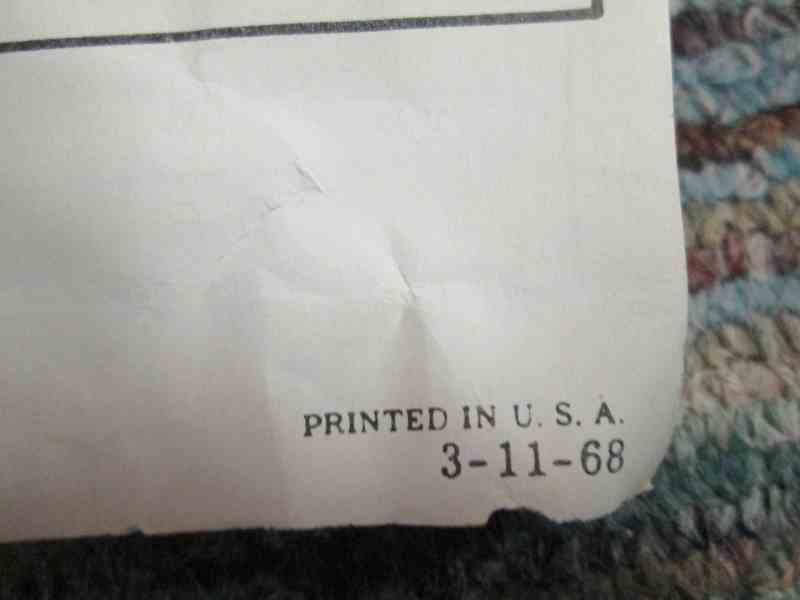 PRINTED IN U. S. A.
3-11-68